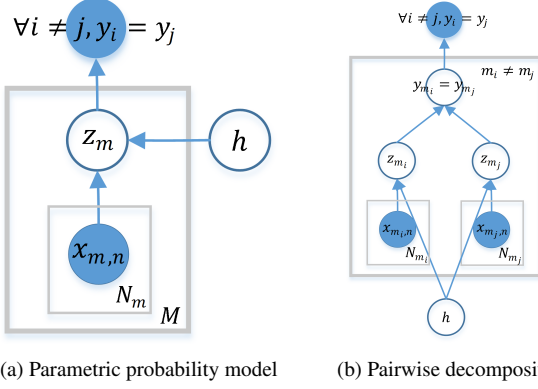 ∀i ≠ j, y_i = y_j
z_m
h
x_{m,n}
N_m
M
(a) Parametric probability model
∀i ≠ j, y_i = y_j
m_i ≠ m_j
y_{m_i} = y_{m_j}
z_{m_i}
z_{m_j}
x_{m_i,n}
x_{m_j,n}
N_{m_i}
N_{m_j}
h
(b) Pairwise decomposi